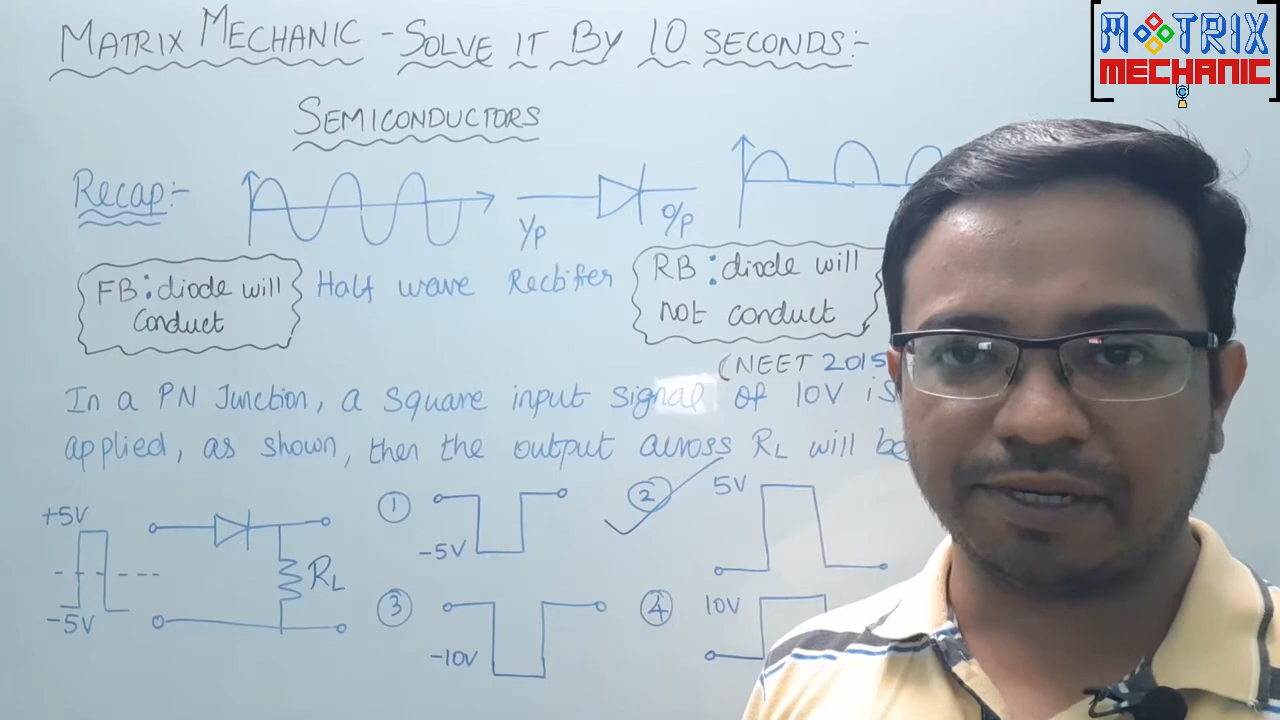 MATRIX MECHANIC - SOLVE IT BY 10 SECONDS:-
MATRIX
MECHANIC
SEMICONDUCTORS
Recap:-
I/P
O/P
FB: diode will
conduct
Half wave Rectifier
RB: diode will
not conduct
(NEET 2015
In a PN Junction, a square input signal of 10V is
applied, as shown, then the output across RL will be
+5V
-5V
RL
① -5V
② 5V
③ -10V
④ 10V